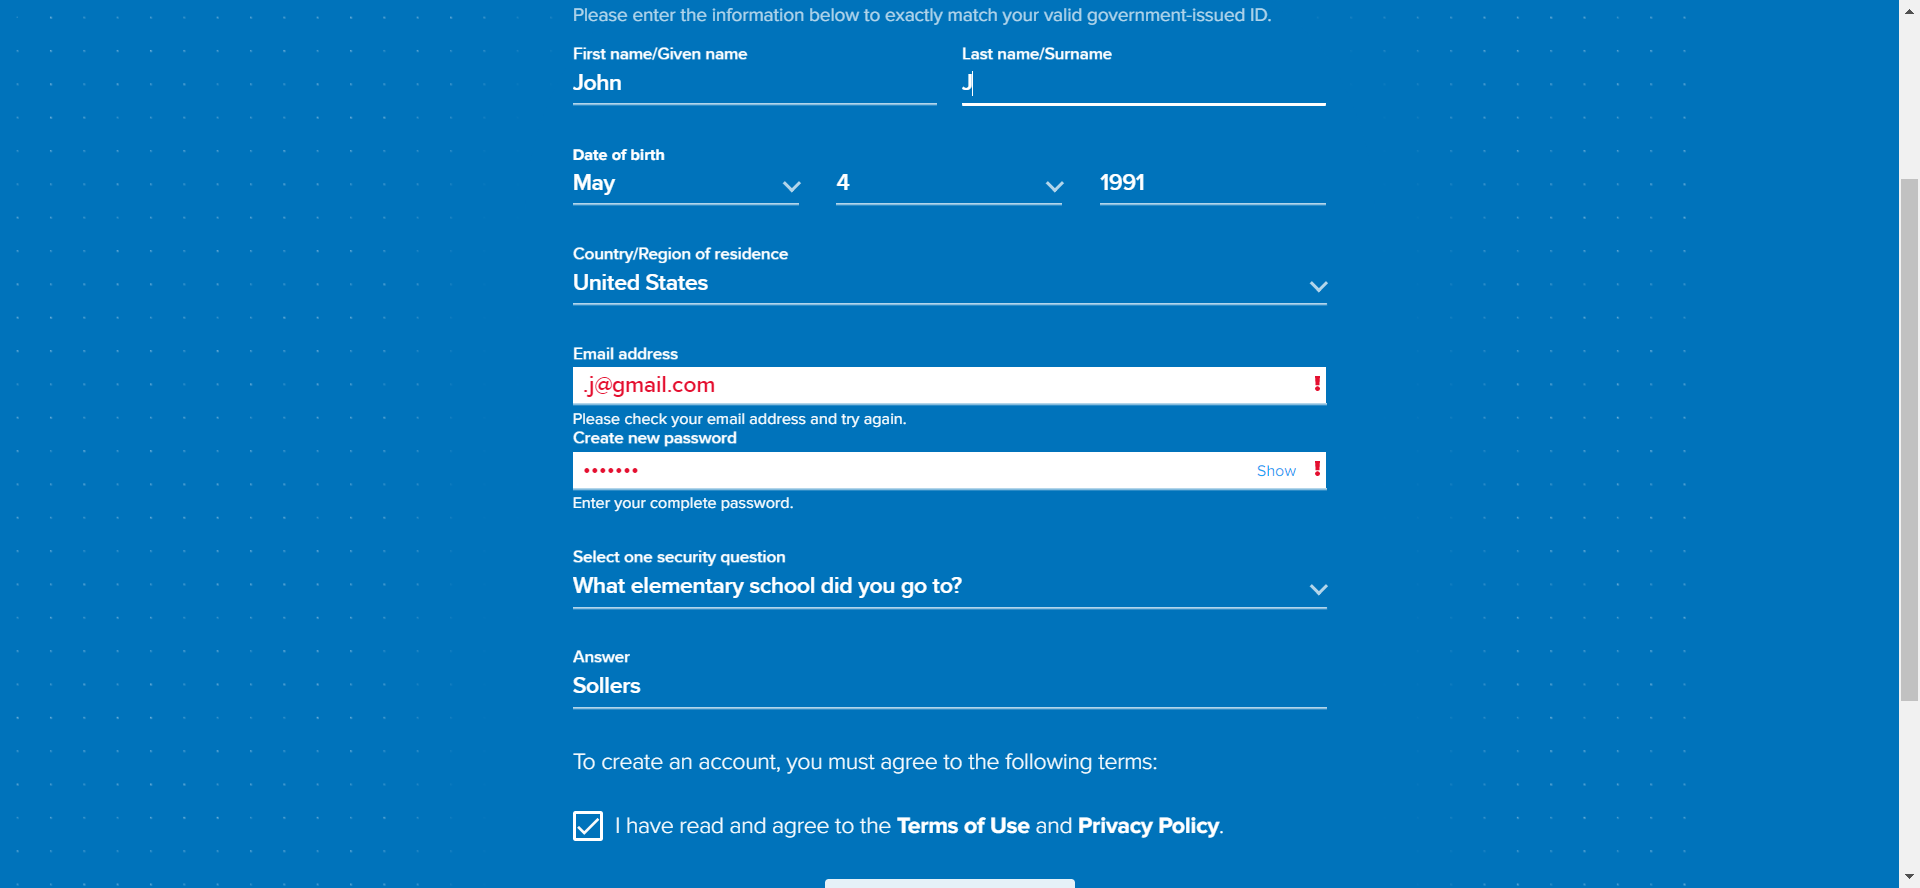 Please enter the information below to exactly match your valid government-issued ID.
First name/Given name
Last name/Surname
John
J
Date of birth
May
4
1991
Country/Region of residence
United States
Email address
.j@gmail.com
!
Please check your email address and try again.
Create new password
•••••••
Show
!
Enter your complete password.
Select one security question
What elementary school did you go to?
Answer
Sollers
To create an account, you must agree to the following terms:
I have read and agree to the Terms of Use and Privacy Policy.